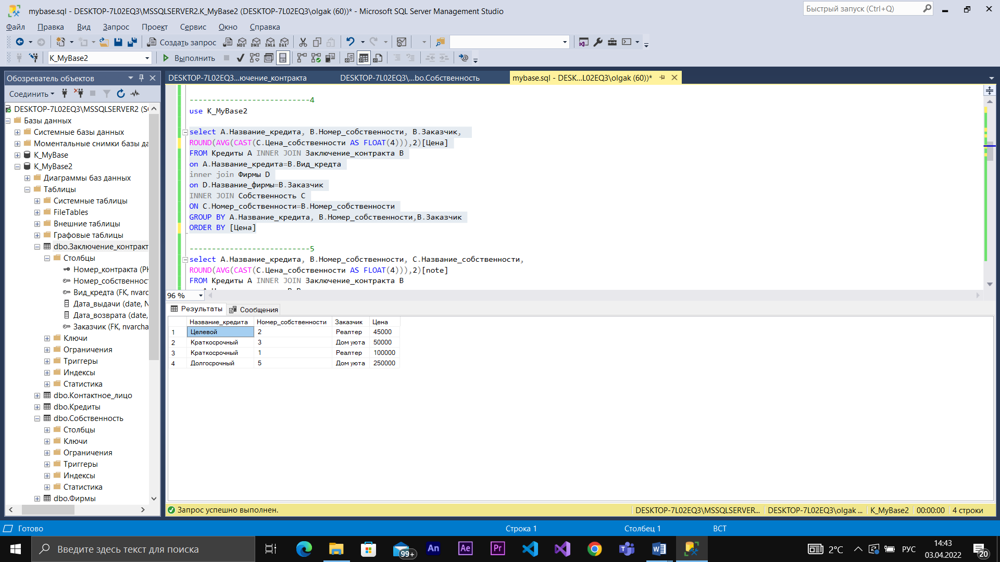 mybase.sql - DESKTOP-7L02EQ3\MSSQLSERVER2.K_MyBase2 (DESKTOP-7L02EQ3\olgak (60))* - Microsoft SQL Server Management Studio
Быстрый запуск (Ctrl+Q)
Файл Правка Вид Запрос Проект Сервис Окно Справка
Создать запрос
MDX DMX XMLA DAX
K_MyBase2
Выполнить
Обозреватель объектов
DESKTOP-7L02EQ3...ючение_контракта
DESKTOP-7L02EQ3\...bo.Собственность
mybase.sql - DESK...L02EQ3\olgak (60))*
Соединить
DESKTOP-7L02EQ3\MSSQLSERVER2 (S
Базы данных
Системные базы данных
Моментальные снимки базы да
K_MyBase
K_MyBase2
Диаграммы баз данных
Таблицы
Системные таблицы
FileTables
Внешние таблицы
Графовые таблицы
dbo.Заключение_контракт
Столбцы
Номер_контракта (PK
Номер_собственнос
Вид_кредта (FK, nvarc
Дата_выдачи (date, N
Дата_возврата (date,
Заказчик (FK, nvarcha
Ключи
Ограничения
Триггеры
Индексы
Статистика
dbo.Контактное_лицо
dbo.Кредиты
dbo.Собственность
Столбцы
Ключи
Ограничения
Триггеры
Индексы
Статистика
dbo.Фирмы
---------------------------4
use K_MyBase2
select A.Название_кредита, B.Номер_собственности, B.Заказчик,
ROUND(AVG(CAST(C.Цена_собственности AS FLOAT(4))),2)[Цена]
FROM Кредиты A INNER JOIN Заключение_контракта B
on A.Название_кредита=B.Вид_кредта
inner join Фирмы D
on D.Название_фирмы=B.Заказчик
INNER JOIN Собственность C
ON C.Номер_собственности=B.Номер_собственности
GROUP BY A.Название_кредита, B.Номер_собственности,B.Заказчик
ORDER BY [Цена]
---------------------------5
select A.Название_кредита, B.Номер_собственности, C.Название_собственности,
ROUND(AVG(CAST(C.Цена_собственности AS FLOAT(4))),2)[note]
FROM Кредиты A INNER JOIN Заключение_контракта B
96 %
Результаты Сообщения
Название_кредита Номер_собственности Заказчик Цена
1 Целевой 2 Реалтер 45000
2 Краткосрочный 3 Дом уюта 50000
3 Краткосрочный 1 Реалтер 100000
4 Долгосрочный 5 Дом уюта 250000
Запрос успешно выполнен.
DESKTOP-7L02EQ3\MSSQLSERVER... DESKTOP-7L02EQ3\olgak ... K_MyBase2 00:00:00 4 строки
Готово Строка 1 Столбец 1 ВСТ
Введите здесь текст для поиска
99+
An
Ae
Pr
2°C
РУС
14:43
03.04.2022
20